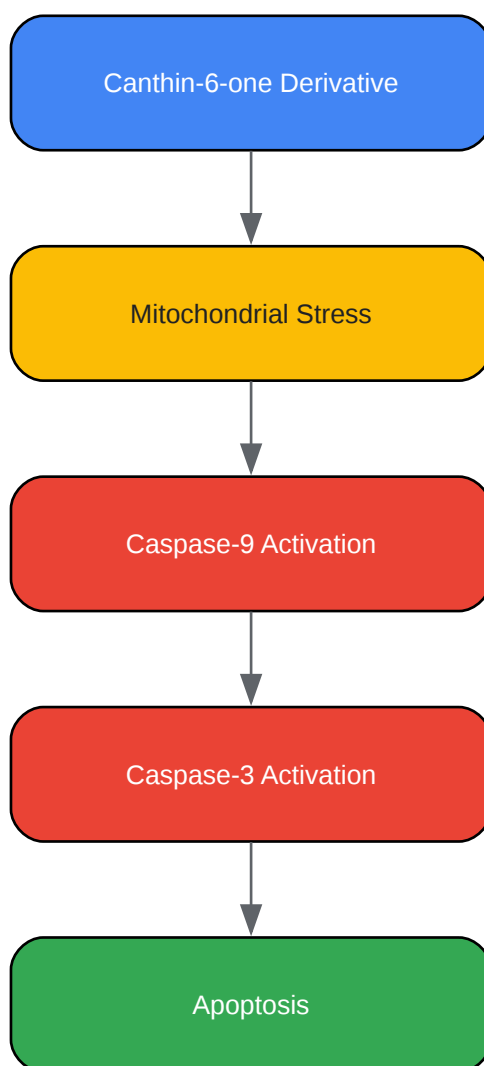 Canthin-6-one Derivative
Mitochondrial Stress
Caspase-9 Activation
Caspase-3 Activation
Apoptosis